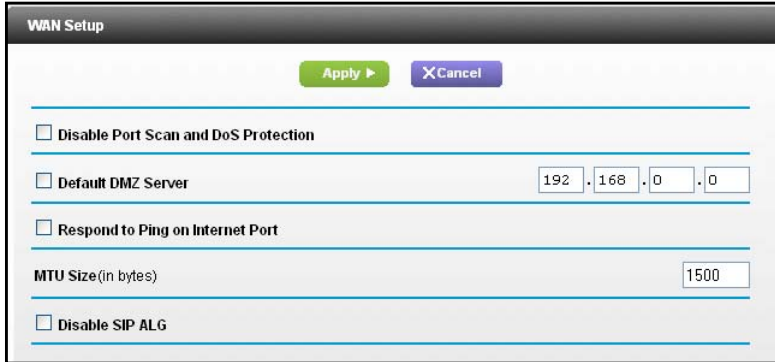 WAN Setup
Apply ▶ XCancel
Disable Port Scan and DoS Protection
Default DMZ Server 192 . 168 . 0 . 0
Respond to Ping on Internet Port
MTU Size(in bytes) 1500
Disable SIP ALG